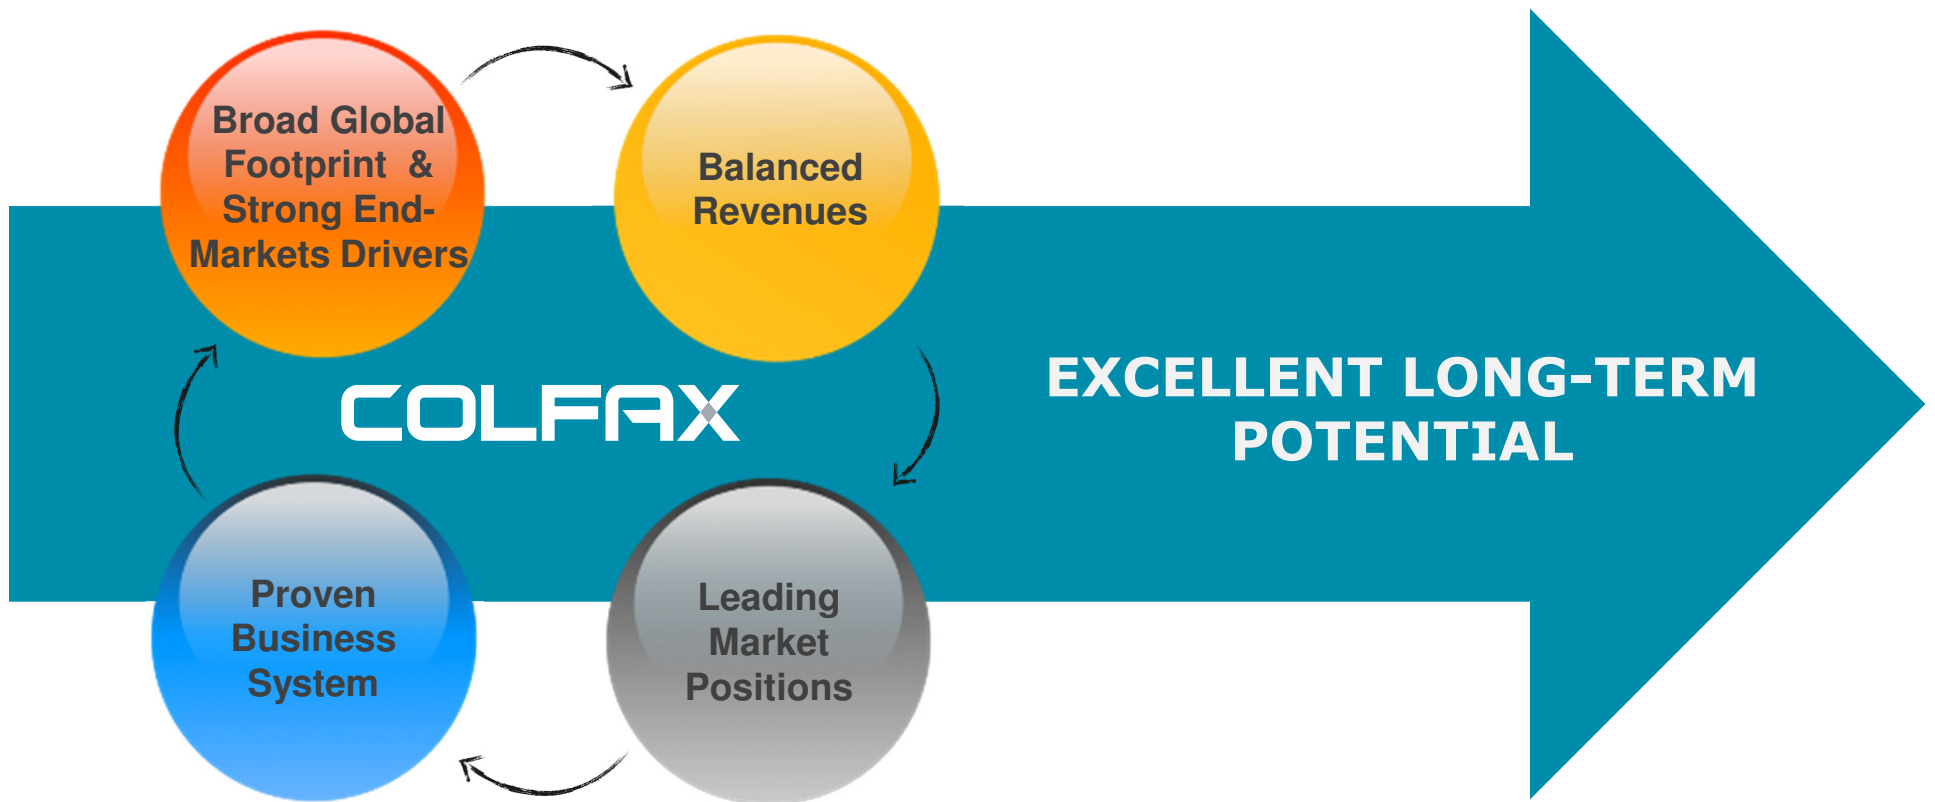 Broad Global
Footprint  &
Strong End-
Markets Drivers
Balanced
Revenues
COLFAX
EXCELLENT LONG-TERM
POTENTIAL
Proven
Business
System
Leading
Market
Positions